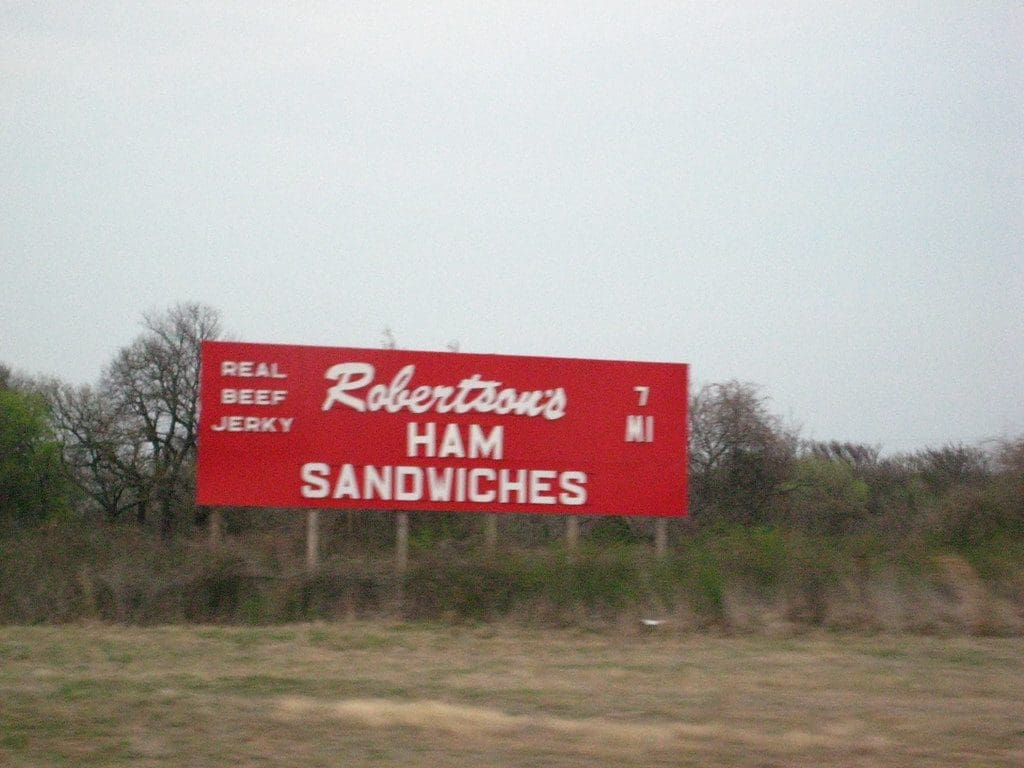 REAL
BEEF
JERKY
Robertson's
HAM
SANDWICHES
7
MI